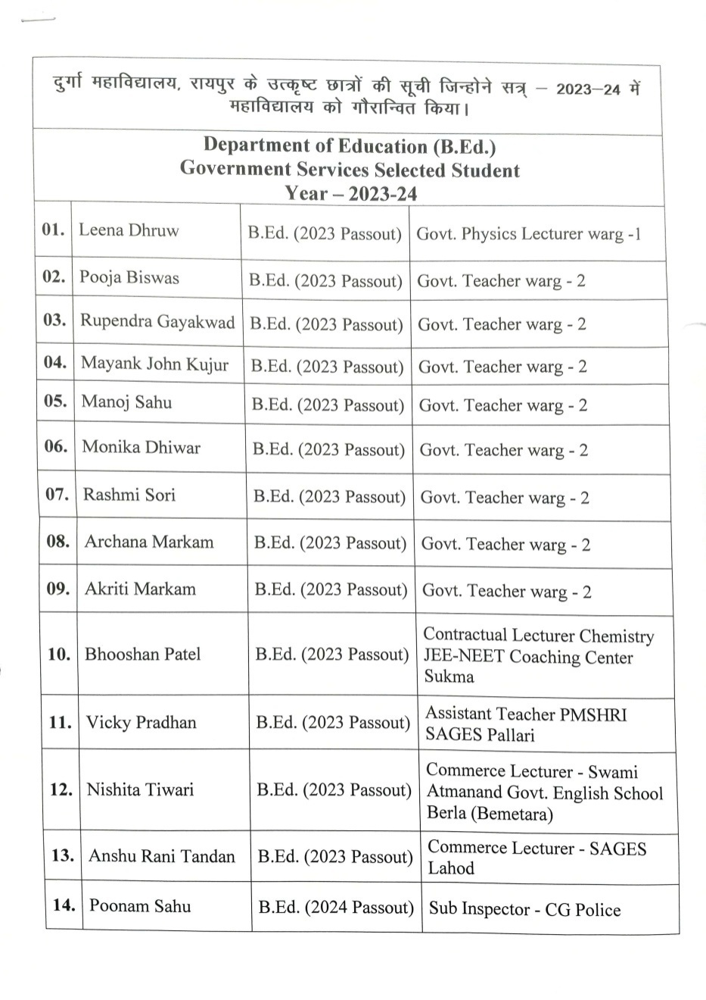 दुर्गा महाविद्यालय, रायपुर के उत्कृष्ट छात्रों की सूची जिन्होने सत्र् – 2023–24 में
महाविद्यालय को गौरान्वित किया।
Department of Education (B.Ed.)
Government Services Selected Student
Year – 2023-24
01. Leena Dhruw B.Ed. (2023 Passout) Govt. Physics Lecturer warg -1
02. Pooja Biswas B.Ed. (2023 Passout) Govt. Teacher warg - 2
03. Rupendra Gayakwad B.Ed. (2023 Passout) Govt. Teacher warg - 2
04. Mayank John Kujur B.Ed. (2023 Passout) Govt. Teacher warg - 2
05. Manoj Sahu B.Ed. (2023 Passout) Govt. Teacher warg - 2
06. Monika Dhiwar B.Ed. (2023 Passout) Govt. Teacher warg - 2
07. Rashmi Sori B.Ed. (2023 Passout) Govt. Teacher warg - 2
08. Archana Markam B.Ed. (2023 Passout) Govt. Teacher warg - 2
09. Akriti Markam B.Ed. (2023 Passout) Govt. Teacher warg - 2
10. Bhooshan Patel B.Ed. (2023 Passout) Contractual Lecturer Chemistry
JEE-NEET Coaching Center
Sukma
11. Vicky Pradhan B.Ed. (2023 Passout) Assistant Teacher PMSHRI
SAGES Pallari
12. Nishita Tiwari B.Ed. (2023 Passout) Commerce Lecturer - Swami
Atmanand Govt. English School
Berla (Bemetara)
13. Anshu Rani Tandan B.Ed. (2023 Passout) Commerce Lecturer - SAGES
Lahod
14. Poonam Sahu B.Ed. (2024 Passout) Sub Inspector - CG Police